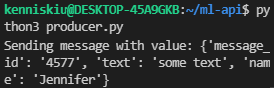 kenniskiu@DESKTOP-45A9GKB:~/ml-api$ py
thon3 producer.py
Sending message with value: {'message_
id': '4577', 'text': 'some text', 'nam
e': 'Jennifer'}